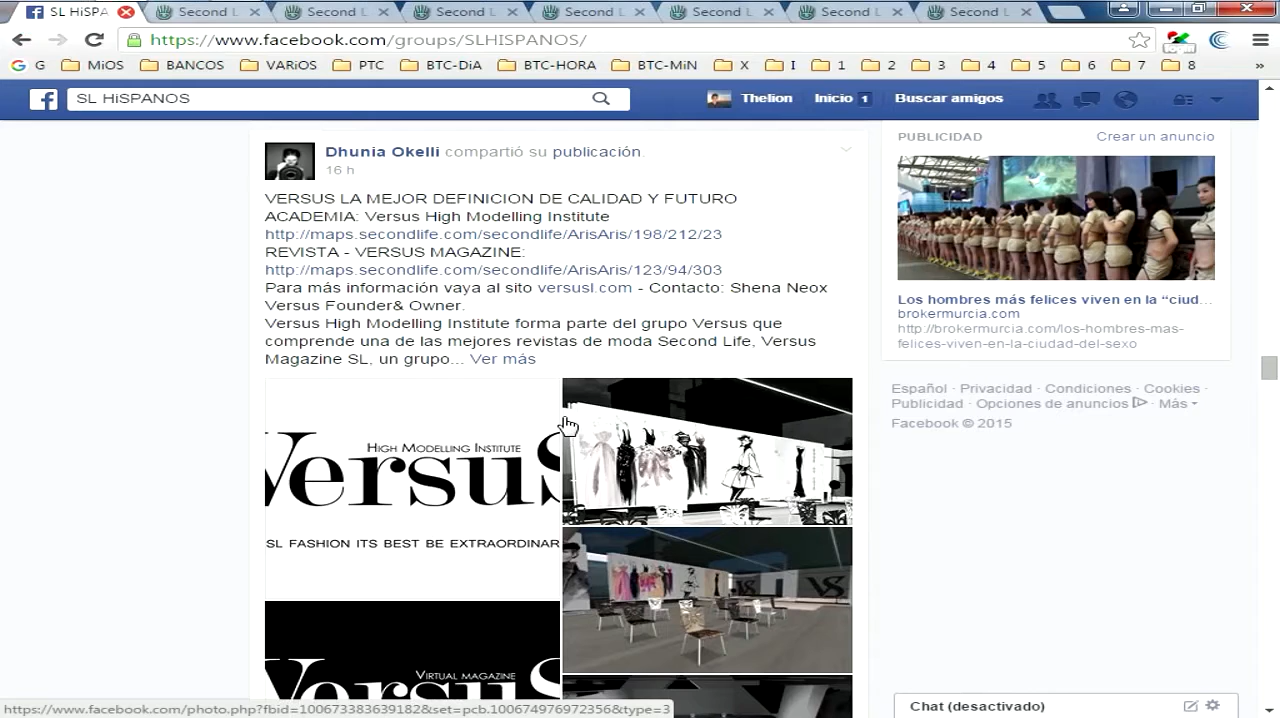 SL HiSPA
Second L
Second L
Second L
Second L
Second L
Second L
Second L
https://www.facebook.com/groups/SLHISPANOS/
G
MiOS
BANCOS
VARiOS
PTC
BTC-DiA
BTC-HORA
BTC-MiN
X
I
1
2
3
4
5
6
7
8
»
SL HiSPANOS
Thelion
Inicio 1
Buscar amigos
Dhunia Okelli compartió su publicación.
16 h
VERSUS LA MEJOR DEFINICION DE CALIDAD Y FUTURO
ACADEMIA: Versus High Modelling Institute
http://maps.secondlife.com/secondlife/ArisAris/198/212/23
REVISTA - VERSUS MAGAZINE:
http://maps.secondlife.com/secondlife/ArisAris/123/94/303
Para más información vaya al sito versusl.com - Contacto: Shena Neox
Versus Founder& Owner.
Versus High Modelling Institute forma parte del grupo Versus que
comprende una de las mejores revistas de moda Second Life, Versus
Magazine SL, un grupo... Ver más
HIGH MODELLING INSTITUTE
VersuS
SL FASHION ITS BEST BE EXTRAORDINAR
VS
VS
VIRTUAL MAGAZINE
VersuS
PUBLICIDAD
Crear un anuncio
Los hombres más felices viven en la “ciud...
brokermurcia.com
http://brokermurcia.com/los-hombres-mas-
felices-viven-en-la-ciudad-del-sexo
Español · Privacidad · Condiciones · Cookies ·
Publicidad · Opciones de anuncios · Más
Facebook © 2015
Chat (desactivado)
https://www.facebook.com/photo.php?fbid=100673383639182&set=pcb.100674976972356&type=3